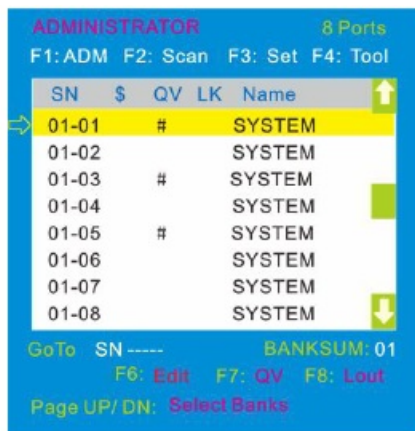 ADMINISTRATOR 8 Ports
F1: ADM F2: Scan F3: Set F4: Tool
SN $ QV LK Name
01-01 # SYSTEM
01-02 SYSTEM
01-03 # SYSTEM
01-04 SYSTEM
01-05 # SYSTEM
01-06 SYSTEM
01-07 SYSTEM
01-08 SYSTEM
GoTo SN ----- BANKSUM: 01
F6: Edit F7: QV F8: Lout
Page UP/ DN: Select Banks